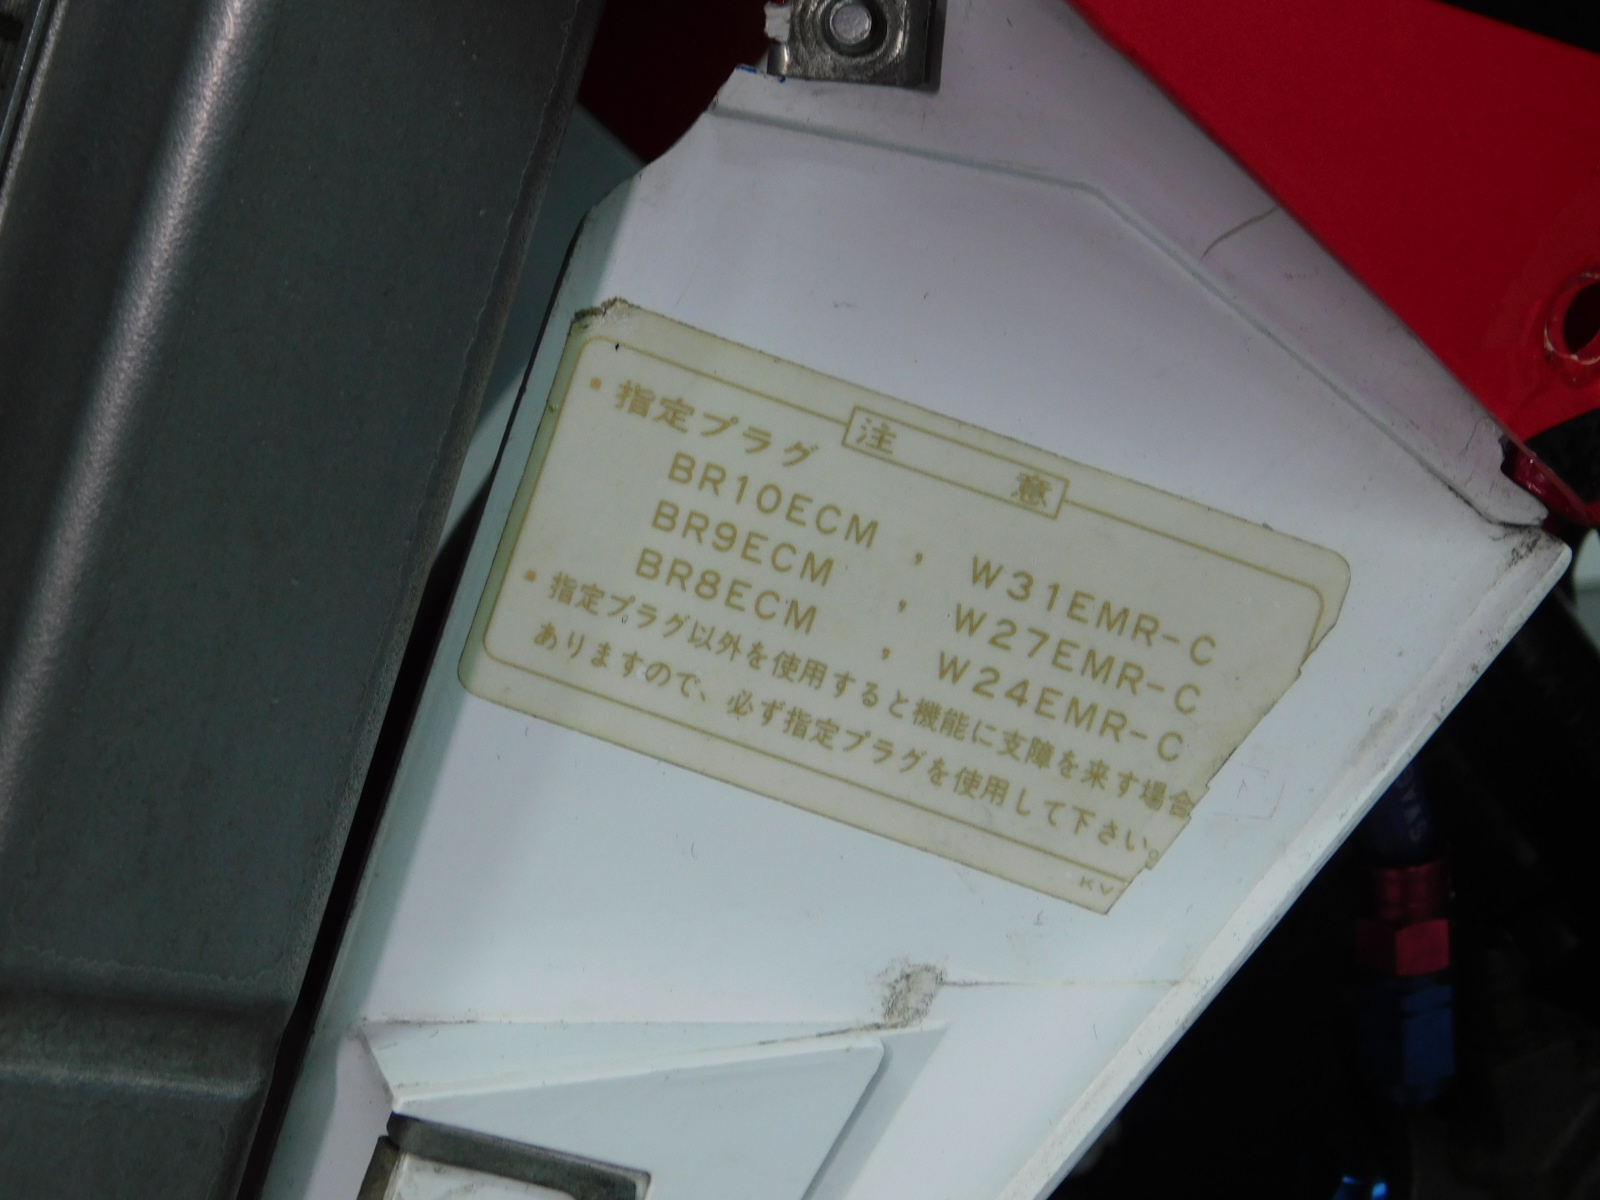 注意
・指定プラグ
BR10ECM , W31EMR-C
BR9ECM , W27EMR-C
BR8ECM , W24EMR-C
・指定プラグ以外を使用すると機能に支障を来す場合
ありますので、必ず指定プラグを使用して下さい。
KV